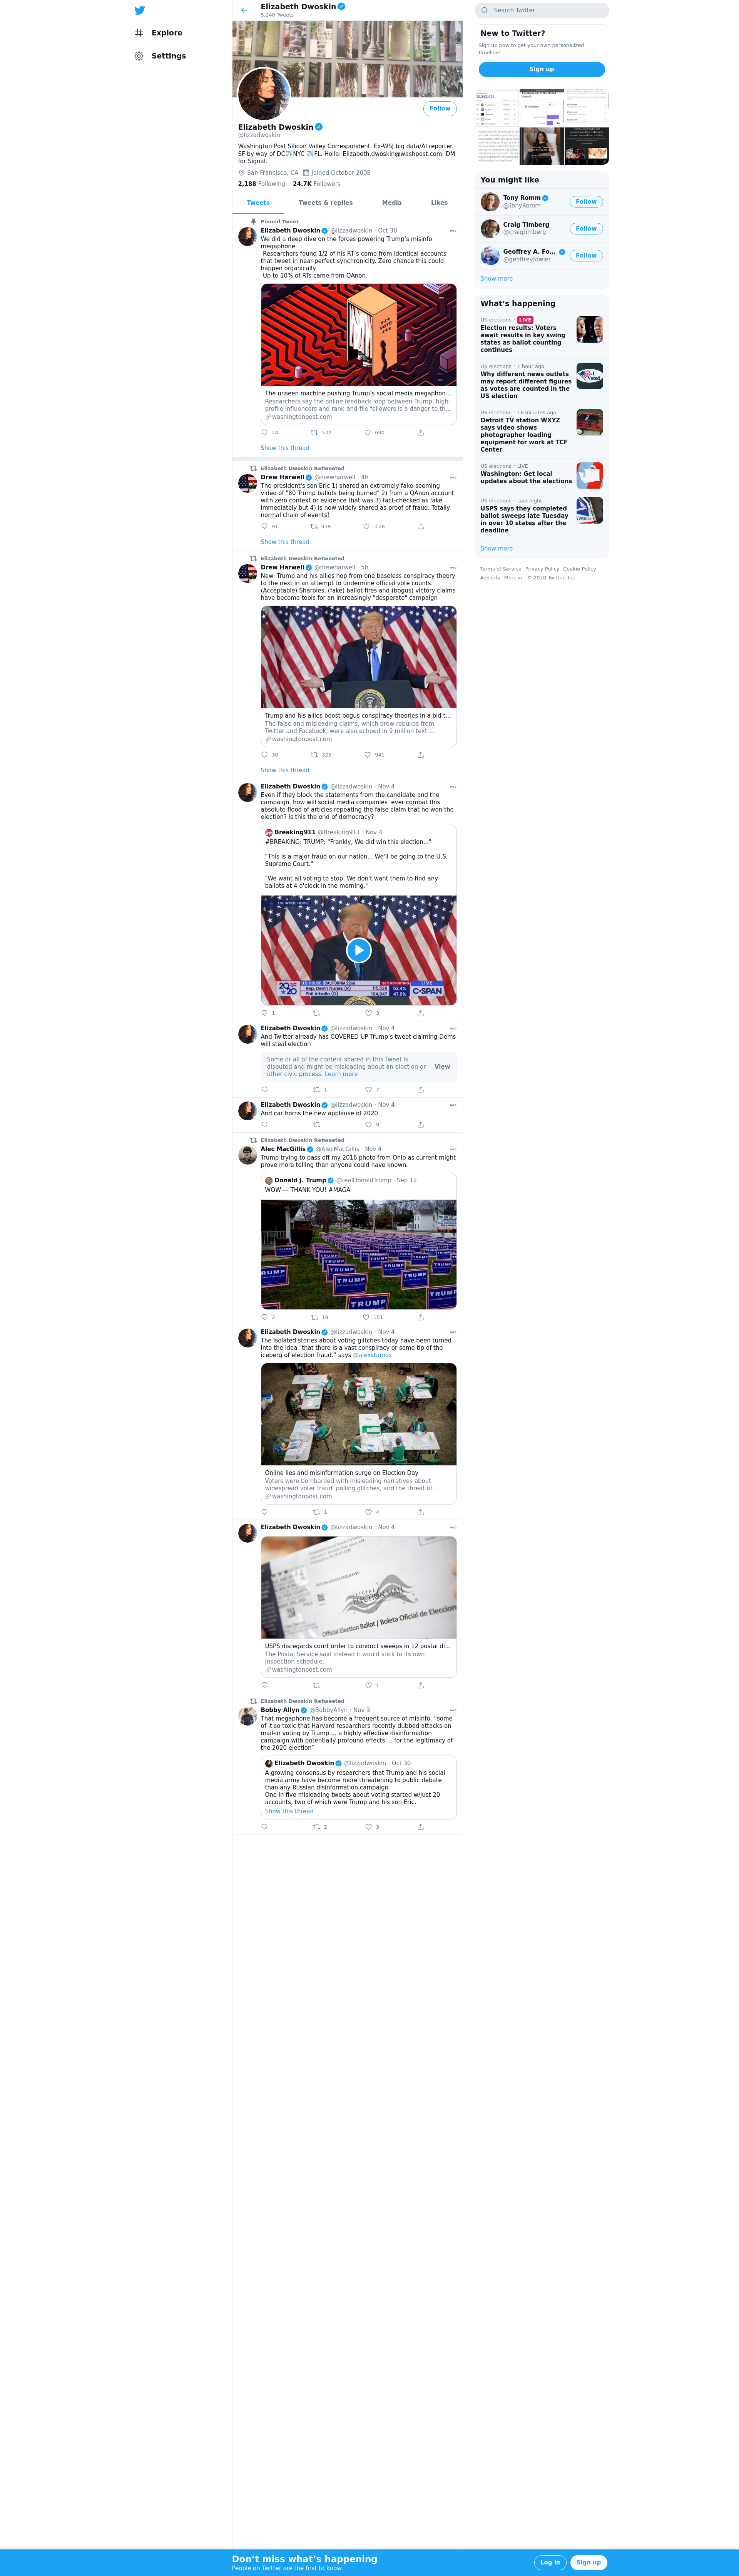 Explore
Settings
Elizabeth Dwoskin
5,240 Tweets
Follow
Elizabeth Dwoskin
@lizzadwoskin
Washington Post Silicon Valley Correspondent. Ex-WSJ big data/AI reporter.
SF by way of DC✈️NYC ✈️FL. Holla: Elizabeth.dwoskin@washpost.com. DM
for Signal.
San Francisco, CA Joined October 2008
2,188 Following 24.7K Followers
Tweets Tweets & replies Media Likes
Pinned Tweet
Elizabeth Dwoskin @lizzadwoskin · Oct 30
We did a deep dive on the forces powering Trump’s misinfo
megaphone.
-Researchers found 1/2 of his RT’s come from identical accounts
that tweet in near-perfect synchronicity. Zero chance this could
happen organically.
-Up to 10% of RTs came from QAnon.
The unseen machine pushing Trump’s social media megaphon...
Researchers say the online feedback loop between Trump, high-
profile influencers and rank-and-file followers is a danger to th...
washingtonpost.com
24 532 690
Show this thread
Elizabeth Dwoskin Retweeted
Drew Harwell @drewharwell · 4h
The president’s son Eric 1) shared an extremely fake-seeming
video of "80 Trump ballots being burned" 2) from a QAnon account
with zero context or evidence that was 3) fact-checked as fake
immediately but 4) is now widely shared as proof of fraud. Totally
normal chain of events!
91 939 3.2K
Show this thread
Elizabeth Dwoskin Retweeted
Drew Harwell @drewharwell · 5h
New: Trump and his allies hop from one baseless conspiracy theory
to the next in an attempt to undermine official vote counts.
(Acceptable) Sharpies, (fake) ballot fires and (bogus) victory claims
have become tools for an increasingly "desperate" campaign
Trump and his allies boost bogus conspiracy theories in a bid t...
The false and misleading claims, which drew rebukes from
Twitter and Facebook, were also echoed in 9 million text ...
washingtonpost.com
30 325 941
Show this thread
Elizabeth Dwoskin @lizzadwoskin · Nov 4
Even if they block the statements from the candidate and the
campaign, how will social media companies ever combat this
absolute flood of articles repeating the false claim that he won the
election? is this the end of democracy?
Breaking911 @Breaking911 · Nov 4
#BREAKING: TRUMP: "Frankly, We did win this election..."
"This is a major fraud on our nation... We'll be going to the U.S.
Supreme Court."
"We want all voting to stop. We don't want them to find any
ballots at 4 o'clock in the morning."
THE WHITE HOUSE
2020 U.S. HOUSE CALIFORNIA 22nd 66% REPORTING LIVE
Rep. Devin Nunes (R) 53.4%
Phil Arballo (D) 47.6%
C-SPAN
1 3
Elizabeth Dwoskin @lizzadwoskin · Nov 4
And Twitter already has COVERED UP Trump’s tweet claiming Dems
will steal election
Some or all of the content shared in this Tweet is
disputed and might be misleading about an election or
other civic process. Learn more
View
1 7
Elizabeth Dwoskin @lizzadwoskin · Nov 4
And car horns the new applause of 2020
9
Elizabeth Dwoskin Retweeted
Alec MacGillis @AlecMacGillis · Nov 4
Trump trying to pass off my 2016 photo from Ohio as current might
prove more telling than anyone could have known.
Donald J. Trump @realDonaldTrump · Sep 12
WOW — THANK YOU! #MAGA
TRUMP
TRUMP
TRUMP
TRUMP
2 19 151
Elizabeth Dwoskin @lizzadwoskin · Nov 4
The isolated stories about voting glitches today have been turned
into the idea “that there is a vast conspiracy or some tip of the
iceberg of election fraud.” says @alexstamos
Online lies and misinformation surge on Election Day
Voters were bombarded with misleading narratives about
widespread voter fraud, polling glitches, and the threat of ...
washingtonpost.com
1 4
Elizabeth Dwoskin @lizzadwoskin · Nov 4
OFFICIAL ELECTION MAIL
Official Election Ballot / Boleta Oficial de Eleccion
USPS disregards court order to conduct sweeps in 12 postal di...
The Postal Service said instead it would stick to its own
inspection schedule.
washingtonpost.com
1
Elizabeth Dwoskin Retweeted
Bobby Allyn @BobbyAllyn · Nov 3
That megaphone has become a frequent source of misinfo, "some
of it so toxic that Harvard researchers recently dubbed attacks on
mail-in voting by Trump ... a highly effective disinformation
campaign with potentially profound effects ... for the legitimacy of
the 2020 election"
Elizabeth Dwoskin @lizzadwoskin · Oct 30
A growing consensus by researchers that Trump and his social
media army have become more threatening to public debate
than any Russian disinformation campaign.
One in five misleading tweets about voting started w/just 20
accounts, two of which were Trump and his son Eric.
Show this thread
2 3
Search Twitter
New to Twitter?
Sign up now to get your own personalized
timeline!
Sign up
You might like
Tony Romm
@TonyRomm
Follow
Craig Timberg
@craigtimberg
Follow
Geoffrey A. Fo...
@geoffreyfowler
Follow
Show more
What’s happening
US elections · LIVE
Election results: Voters
await results in key swing
states as ballot counting
continues
US elections · 1 hour ago
Why different news outlets
may report different figures
as votes are counted in the
US election
I Voted
US elections · 16 minutes ago
Detroit TV station WXYZ
says video shows
photographer loading
equipment for work at TCF
Center
US elections · LIVE
Washington: Get local
updates about the elections
US elections · Last night
USPS says they completed
ballot sweeps late Tuesday
in over 10 states after the
deadline
Show more
Terms of Service Privacy Policy Cookie Policy
Ads info More © 2020 Twitter, Inc.
Don’t miss what’s happening
People on Twitter are the first to know.
Log in
Sign up